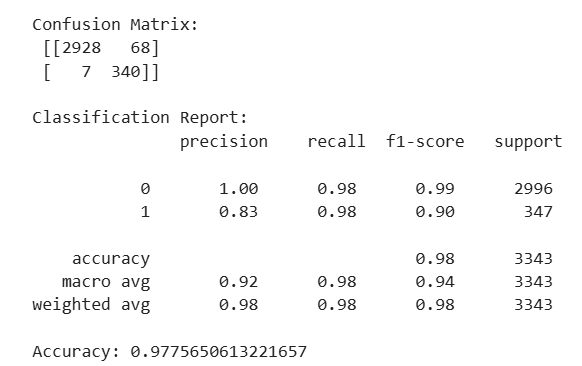 Confusion Matrix:
[[2928   68]
[   7  340]]
Classification Report:
precision    recall  f1-score   support
0       1.00      0.98      0.99      2996
1       0.83      0.98      0.90       347
accuracy                           0.98      3343
macro avg       0.92      0.98      0.94      3343
weighted avg       0.98      0.98      0.98      3343
Accuracy: 0.9775650613221657